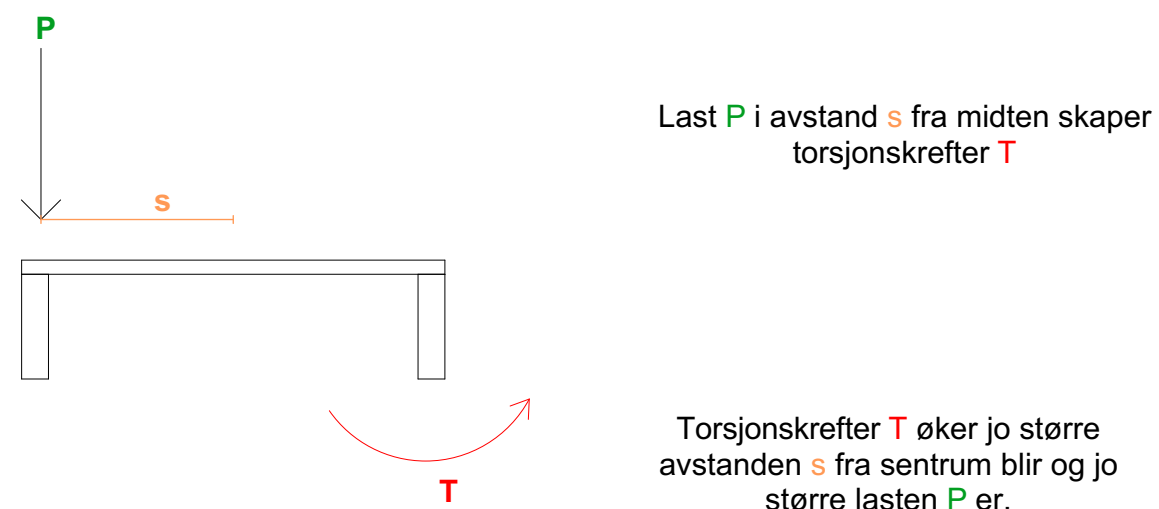 P
Last P i avstand s fra midten skaper
torsjonskrefter T
s
Torsjonskrefter T øker jo større
avstanden s fra sentrum blir og jo
større lasten P er.
T